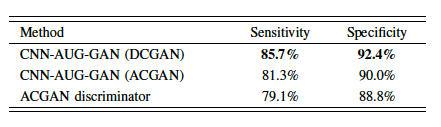 Method Sensitivity Specificity
CNN-AUG-GAN (DCGAN) 85.7% 92.4%
CNN-AUG-GAN (ACGAN) 81.3% 90.0%
ACGAN discriminator 79.1% 88.8%